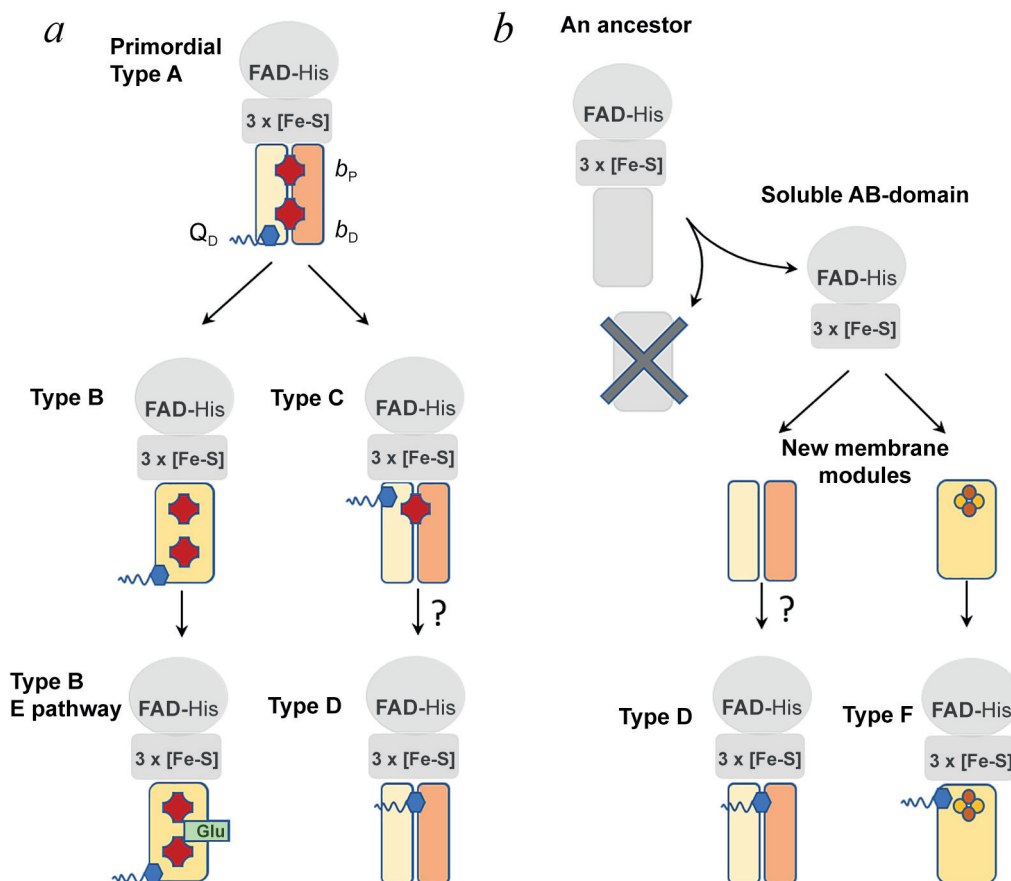 a
Primordial
Type A
FAD-His
3 x [Fe-S]
bP
bD
QD
Type B
FAD-His
3 x [Fe-S]
Type C
FAD-His
3 x [Fe-S]
?
Type B
E pathway
FAD-His
3 x [Fe-S]
Glu
Type D
FAD-His
3 x [Fe-S]
b
An ancestor
FAD-His
3 x [Fe-S]
Soluble AB-domain
FAD-His
3 x [Fe-S]
New membrane
modules
?
Type D
FAD-His
3 x [Fe-S]
Type F
FAD-His
3 x [Fe-S]